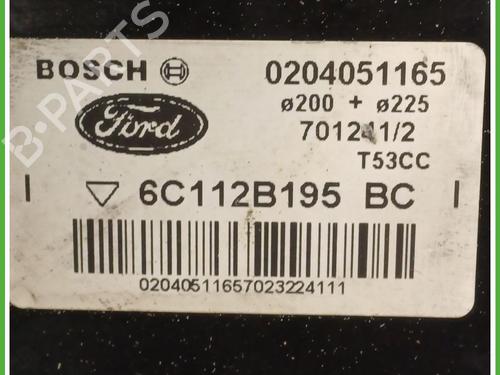 BOSCH 0204051165
ø200 + ø225
Ford 701241/2
T53CC
6C112B195 BC
02040511657023224111
B-PARTS